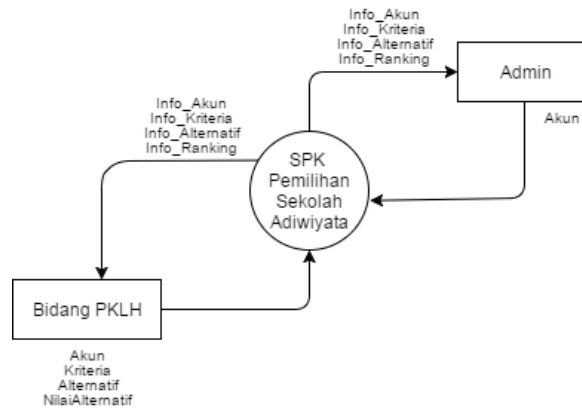 Info_Akun
Info_Kriteria
Info_Alternatif
Info_Ranking
Admin
Akun
Info_Akun
Info_Kriteria
Info_Alternatif
Info_Ranking
SPK
Pemilihan
Sekolah
Adiwiyata
Bidang PKLH
Akun
Kriteria
Alternatif
NilaiAlternatif